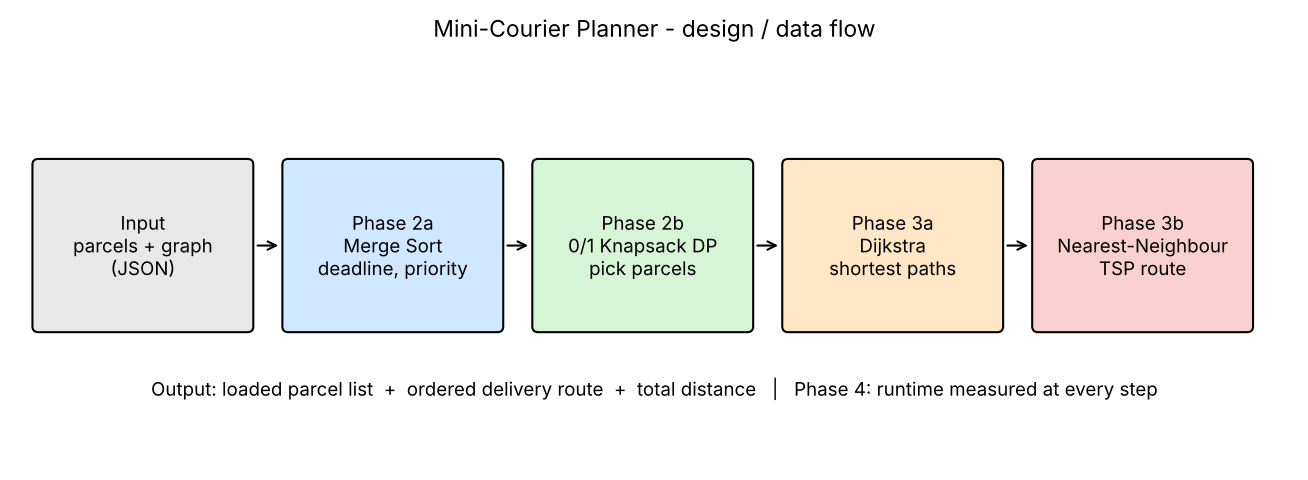 Mini-Courier Planner - design / data flow
Input
parcels + graph
(JSON)
Phase 2a
Merge Sort
deadline, priority
Phase 2b
0/1 Knapsack DP
pick parcels
Phase 3a
Dijkstra
shortest paths
Phase 3b
Nearest-Neighbour
TSP route
Output: loaded parcel list + ordered delivery route + total distance | Phase 4: runtime measured at every step